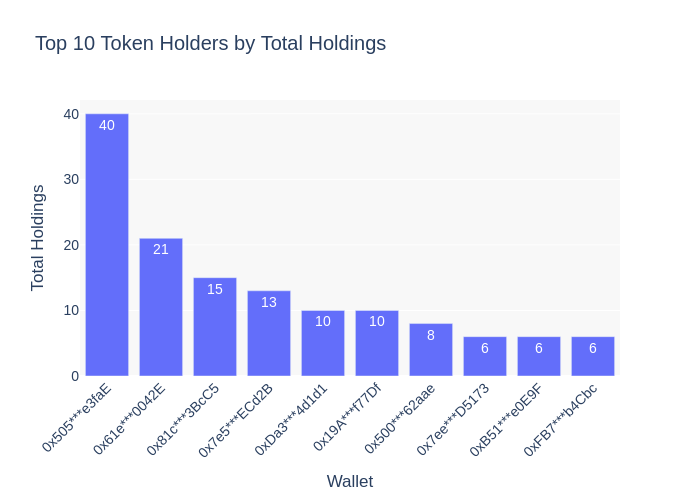 Top 10 Token Holders by Total Holdings
Total Holdings
40
30
20
10
0
40
21
15
13
10
10
8
6
6
6
0x505***e3faE
0x61e***0042E
0x81c***3BcC5
0x7e5***ECd2B
0xDa3***4d1d1
0x19A***f77Df
0x500***62aae
0x7ee***D5173
0xB51***e0E9F
0xFB7***b4Cbc
Wallet